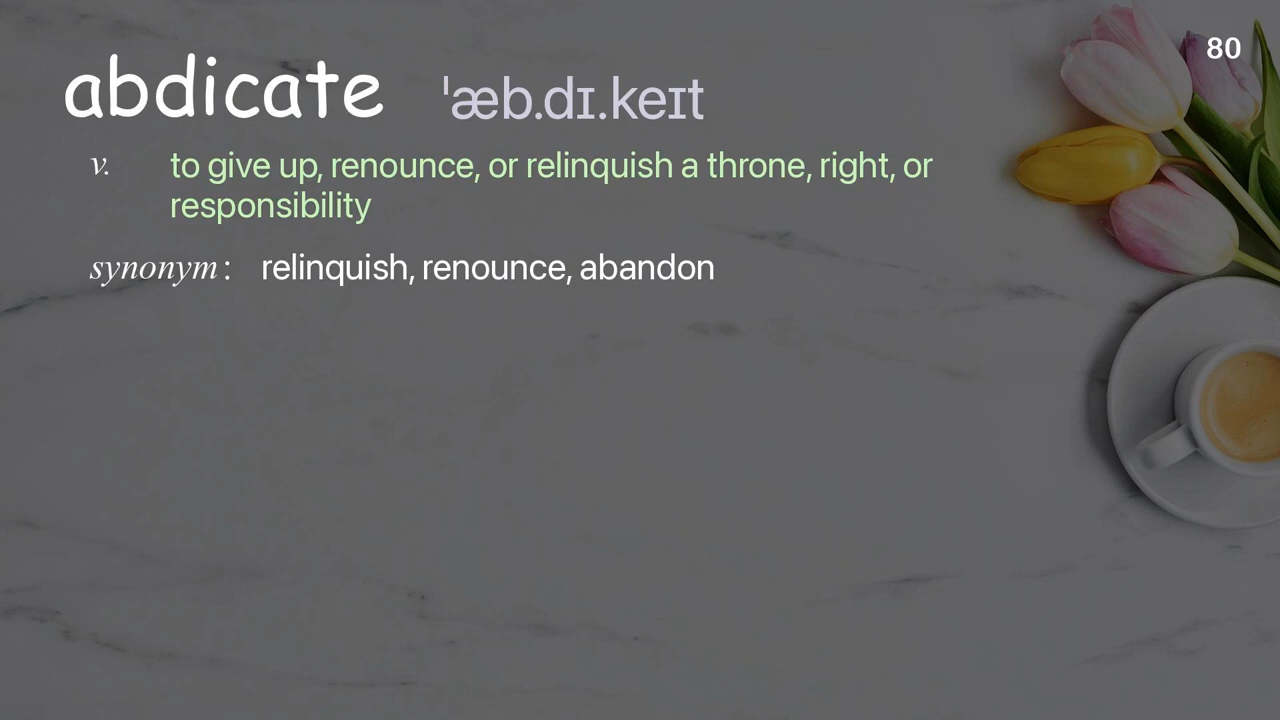 80
abdicate ˈæb.dɪ.keɪt
v. to give up, renounce, or relinquish a throne, right, or
responsibility
synonym: relinquish, renounce, abandon